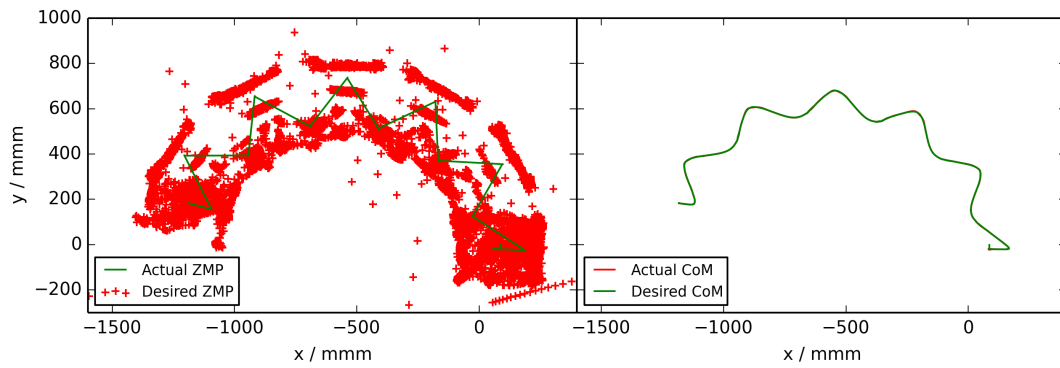 1000
800
600
400
200
0
−200
y / mmm
Actual ZMP
Desired ZMP
−1500 −1000 −500 0
x / mmm
Actual CoM
Desired CoM
−1500 −1000 −500 0
x / mmm